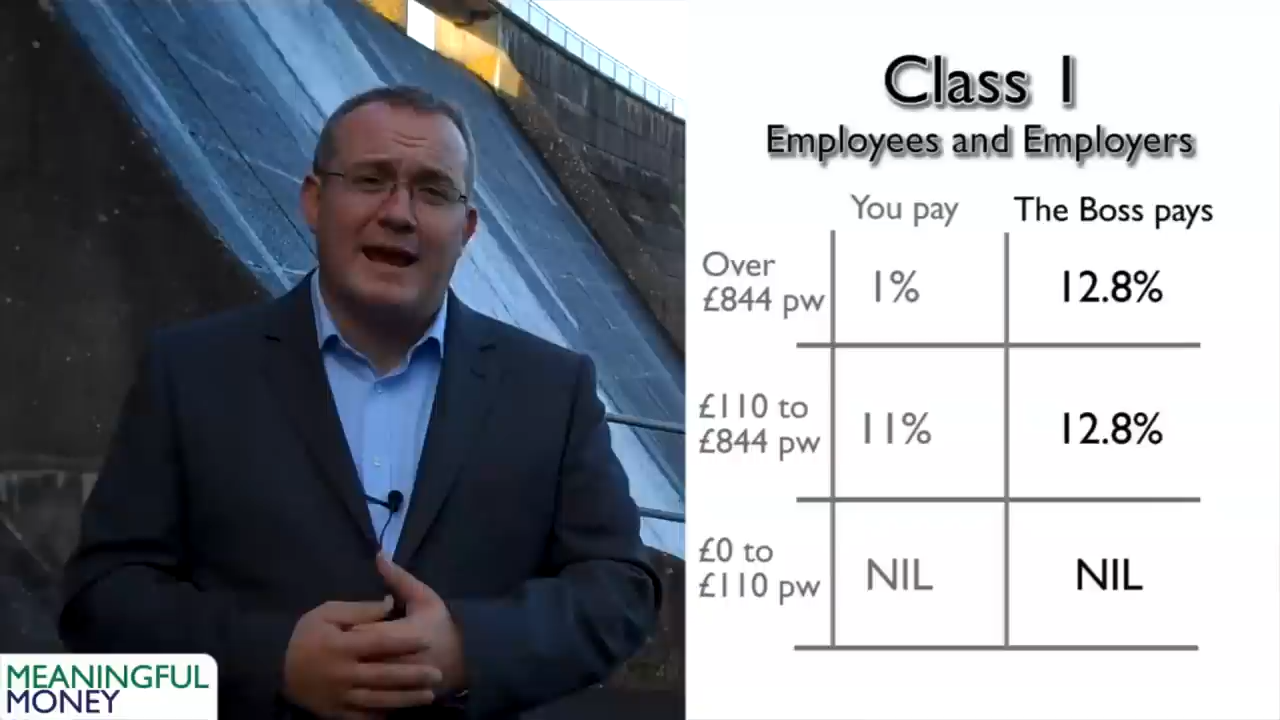 Class 1
Employees and Employers
You pay The Boss pays
Over
£844 pw 1% 12.8%
£110 to
£844 pw 11% 12.8%
£0 to
£110 pw NIL NIL
MEANINGFUL
MONEY